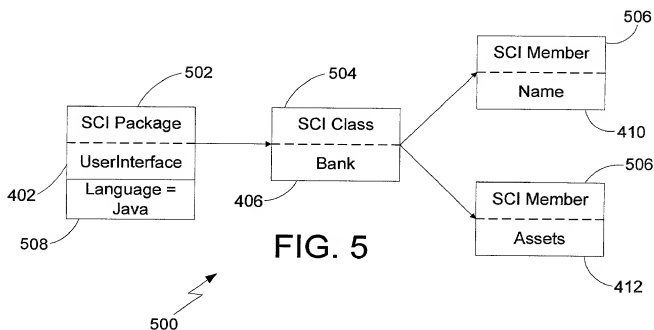 506
502
504
SCI Member
Name
SCI Package
UserInterface
Language =
Java
SCI Class
Bank
410
506
402
406
SCI Member
Assets
508
FIG. 5
412
500